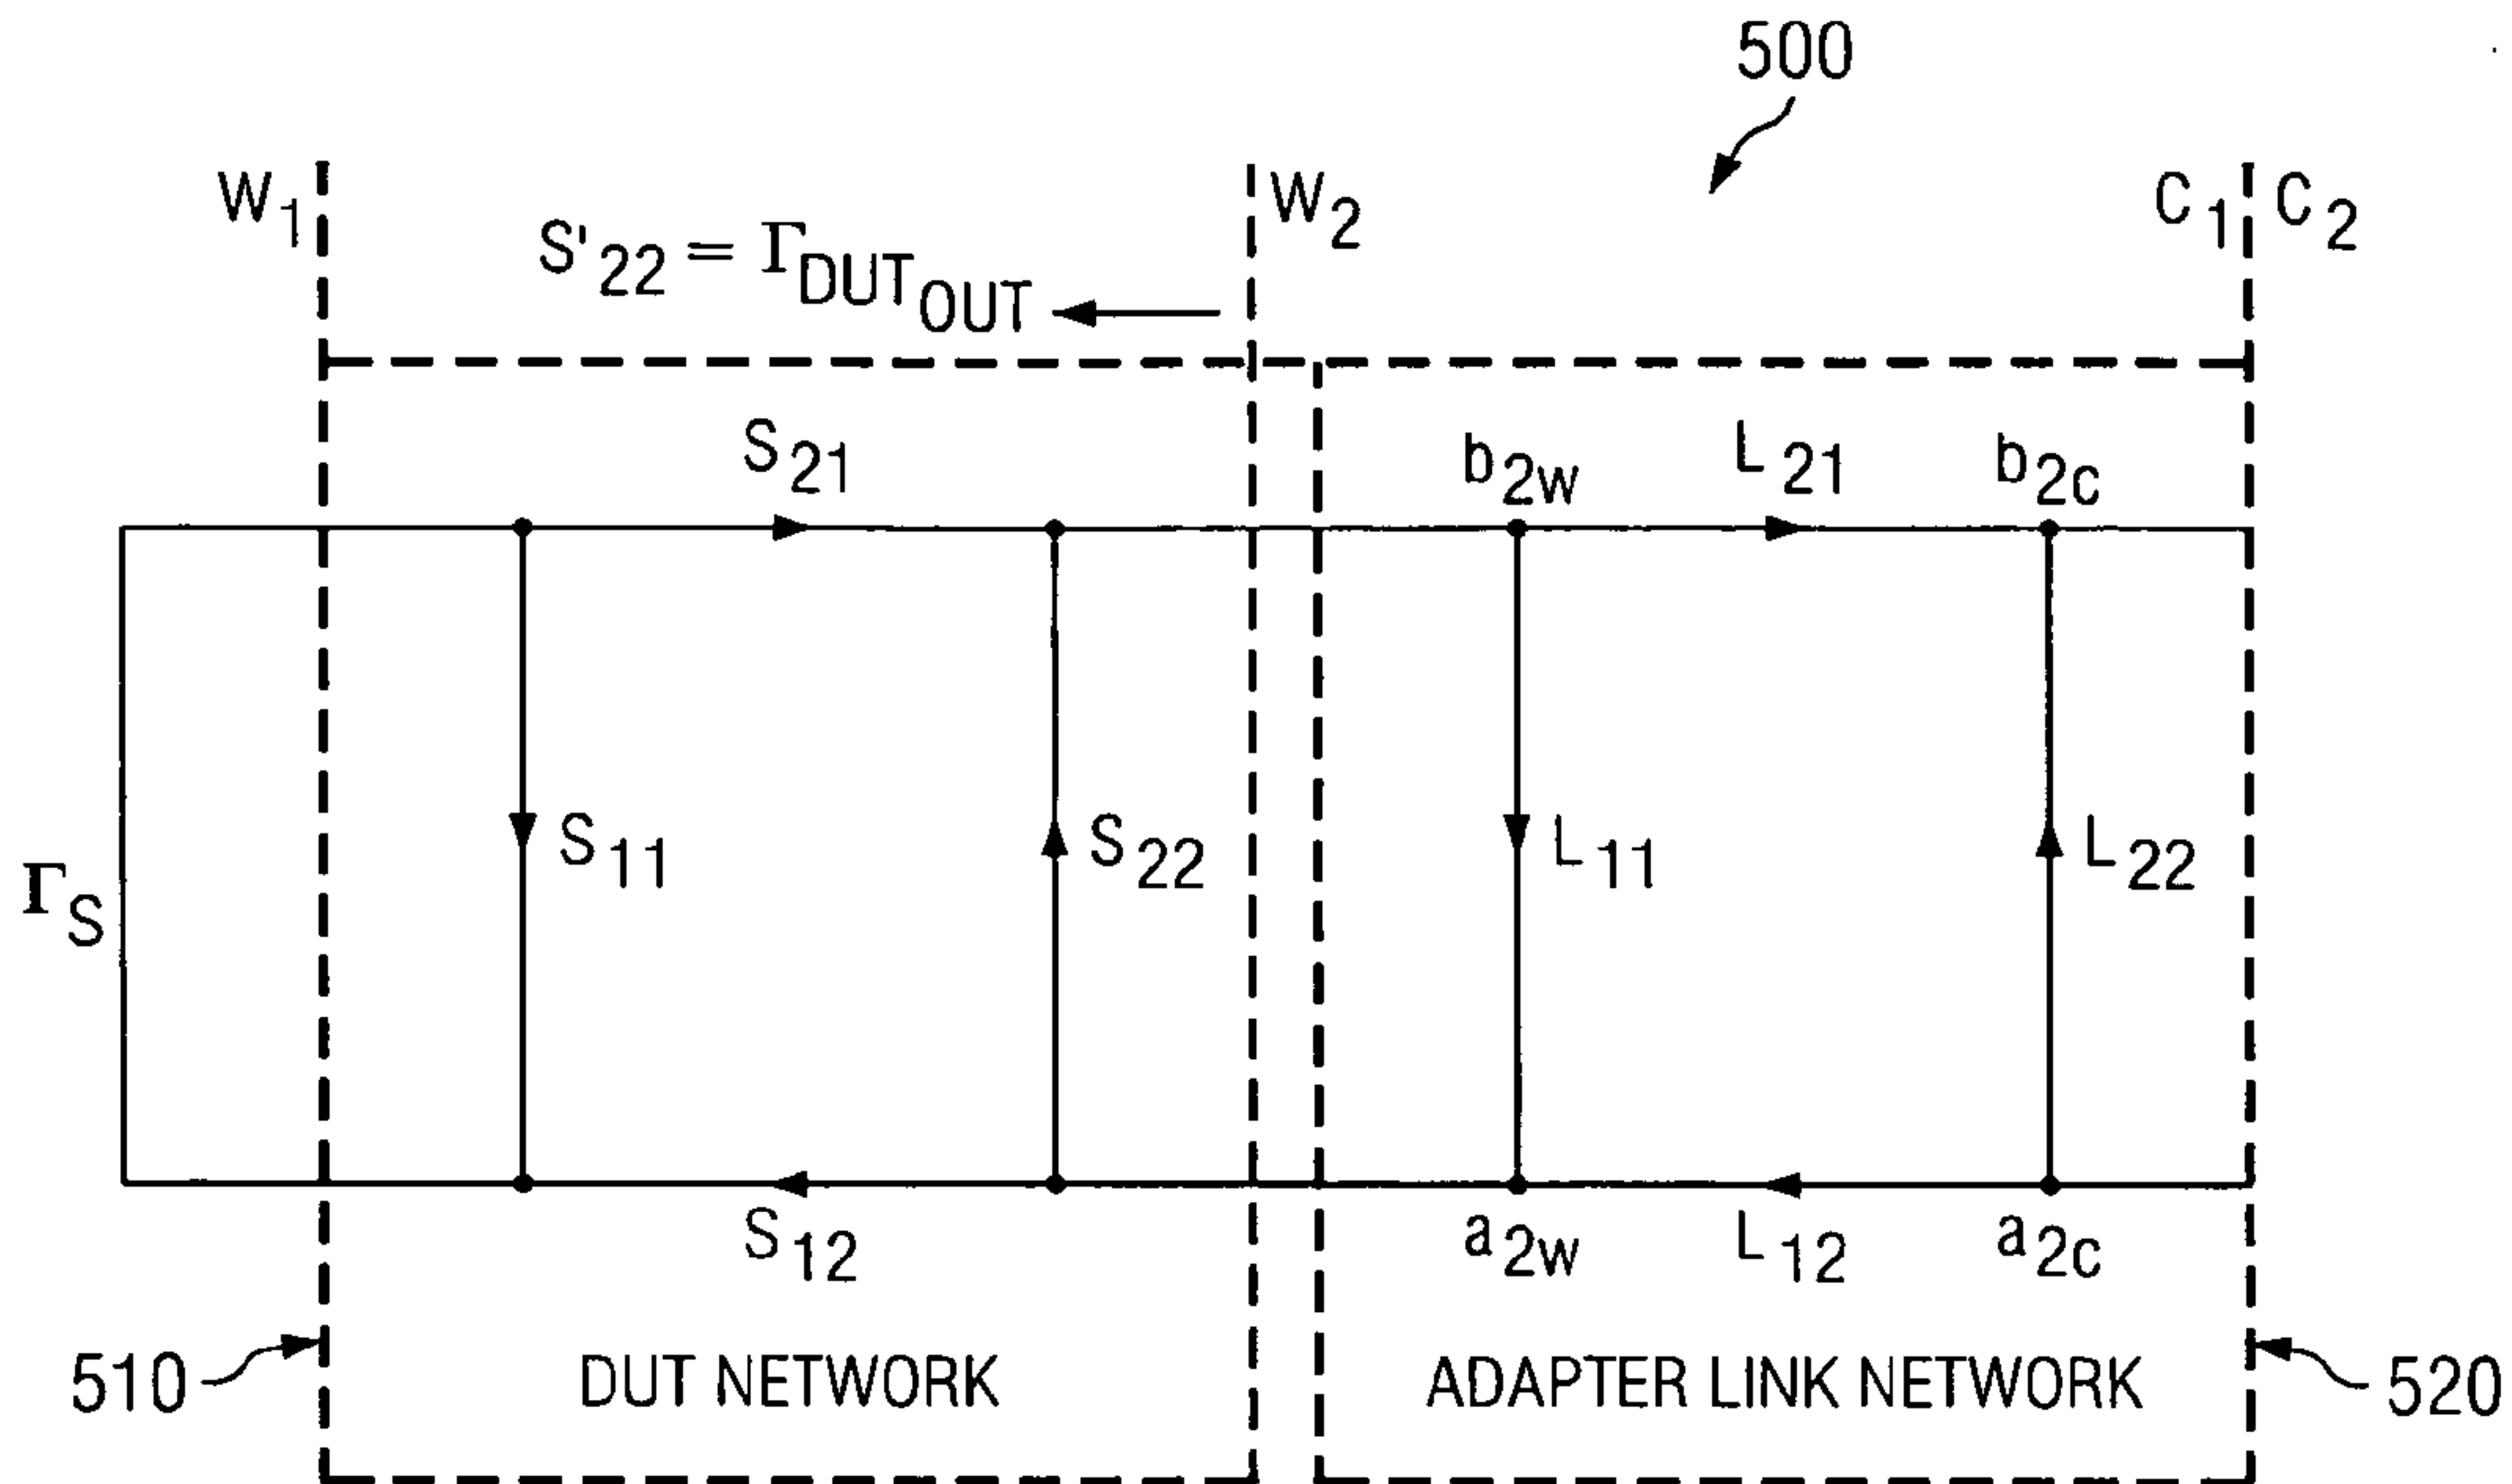 500
W1
W2
C1
C2
S'22 = ΓDUTOUT
S21
b2w
L21
b2c
S11
S22
L11
L22
ΓS
S12
a2w
L12
a2c
510
DUT NETWORK
ADAPTER LINK NETWORK
520